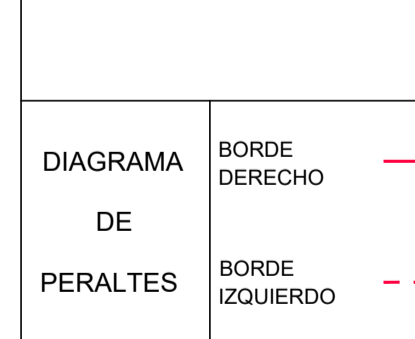 DIAGRAMA
DE
PERALTES
BORDE
DERECHO
BORDE
IZQUIERDO